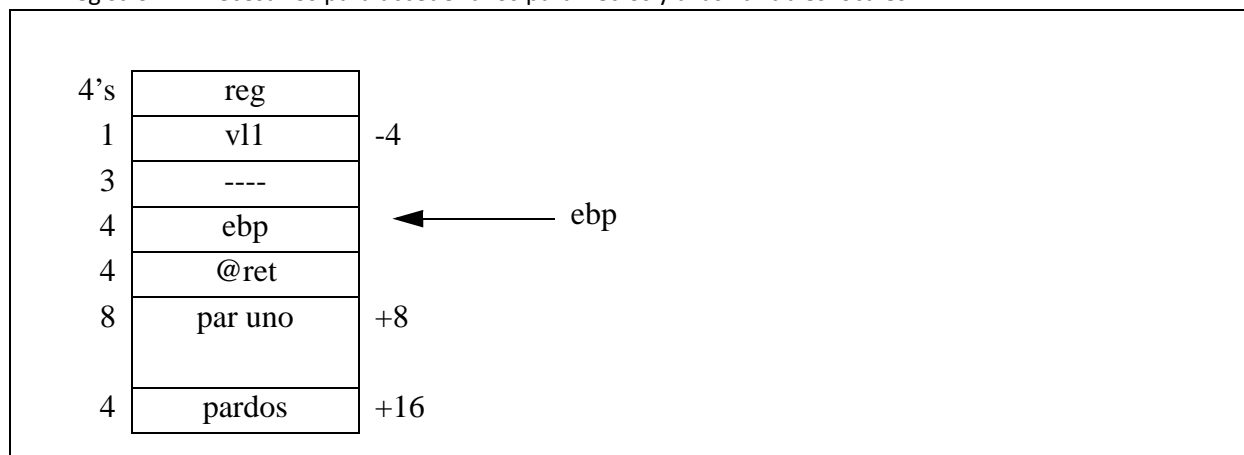 4's reg
1 vl1 -4
3 ----
4 ebp ebp
4 @ret
8 par uno +8
4 pardos +16